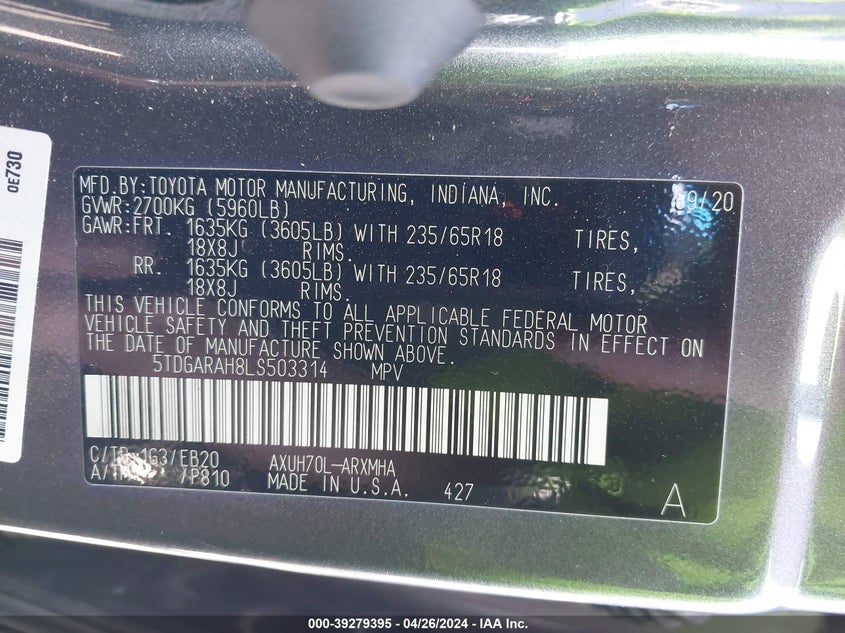 0E730
MFD.BY:TOYOTA MOTOR MANUFACTURING, INDIANA, INC. 09/20
GVWR:2700KG (5960LB)
GAWR:FRT. 1635KG (3605LB) WITH 235/65R18 TIRES,
18X8J RIMS.
RR. 1635KG (3605LB) WITH 235/65R18 TIRES,
18X8J RIMS.
THIS VEHICLE CONFORMS TO ALL APPLICABLE FEDERAL MOTOR
VEHICLE SAFETY AND THEFT PREVENTION STANDARDS IN EFFECT ON
THE DATE OF MANUFACTURE SHOWN ABOVE.
5TDGARAH8LS503314 MPV
1G3/EB20 AXUH70L-ARXMHA
7P810 MADE IN U.S.A. 427 A
000-39279395 - 04/26/2024 - IAA Inc.